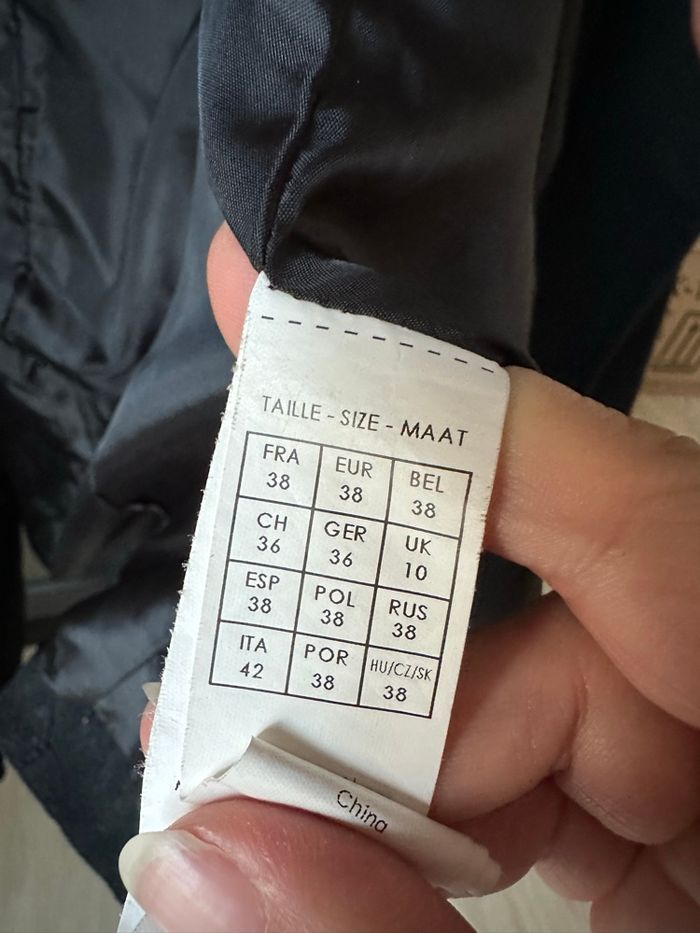 TAILLE - SIZE - MAAT
FRA EUR BEL
38 38 38
CH GER UK
36 36 10
ESP POL RUS
38 38 38
ITA POR HU/CZ/SK
42 38 38
China